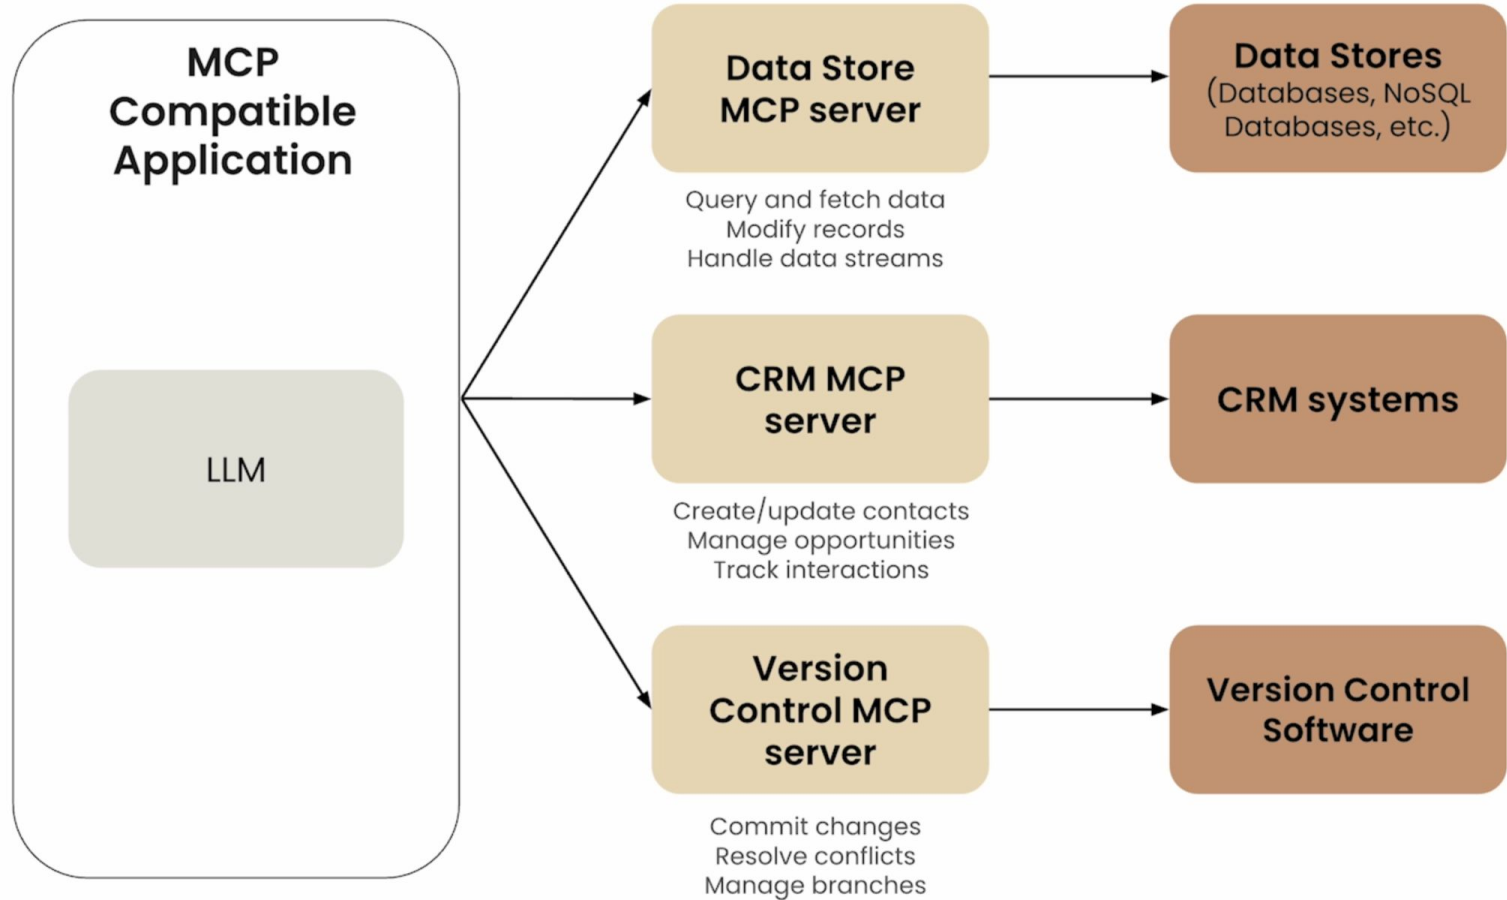 MCP
Compatible
Application
LLM
Data Store
MCP server
Query and fetch data
Modify records
Handle data streams
CRM MCP
server
Create/update contacts
Manage opportunities
Track interactions
Version
Control MCP
server
Commit changes
Resolve conflicts
Manage branches
Data Stores
(Databases, NoSQL
Databases, etc.)
CRM systems
Version Control
Software